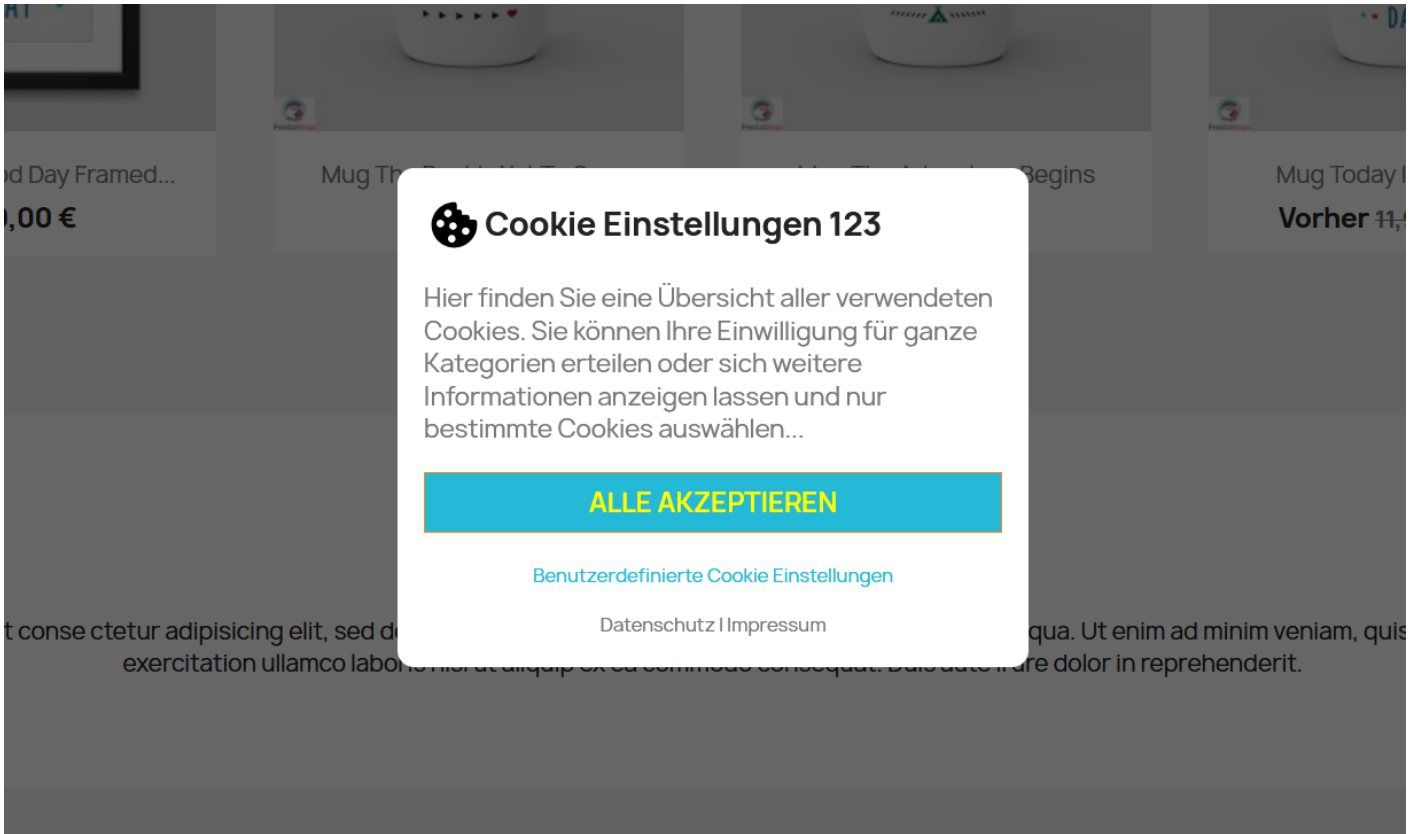 od Day Framed...
Mug Th
Begins
Mug Today I
,00 €
Vorher 11,
Cookie Einstellungen 123
Hier finden Sie eine Übersicht aller verwendeten
Cookies. Sie können Ihre Einwilligung für ganze
Kategorien erteilen oder sich weitere
Informationen anzeigen lassen und nur
bestimmte Cookies auswählen...
ALLE AKZEPTIEREN
Benutzerdefinierte Cookie Einstellungen
Datenschutz | Impressum
t conse ctetur adipisicing elit, sed d
qua. Ut enim ad minim veniam, quis
exercitation ullamco labor
re dolor in reprehenderit.